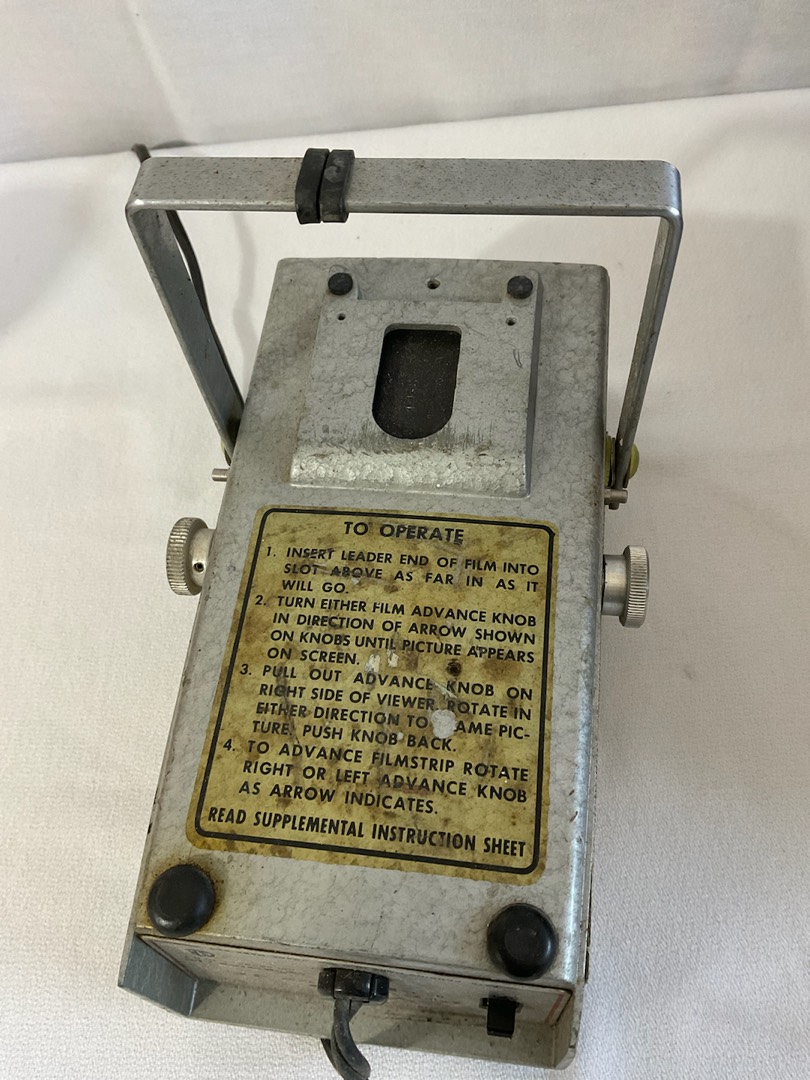 TO OPERATE
1. INSERT LEADER END OF FILM INTO
SLOT ABOVE AS FAR IN AS IT
WILL GO.
2. TURN EITHER FILM ADVANCE KNOB
IN DIRECTION OF ARROW SHOWN
ON KNOBS UNTIL PICTURE APPEARS
ON SCREEN.
3. PULL OUT ADVANCE KNOB ON
RIGHT SIDE OF VIEWER ROTATE IN
EITHER DIRECTION TO AME PIC-
TURE. PUSH KNOB BACK.
4. TO ADVANCE FILMSTRIP ROTATE
RIGHT OR LEFT ADVANCE KNOB
AS ARROW INDICATES.
READ SUPPLEMENTAL INSTRUCTION SHEET